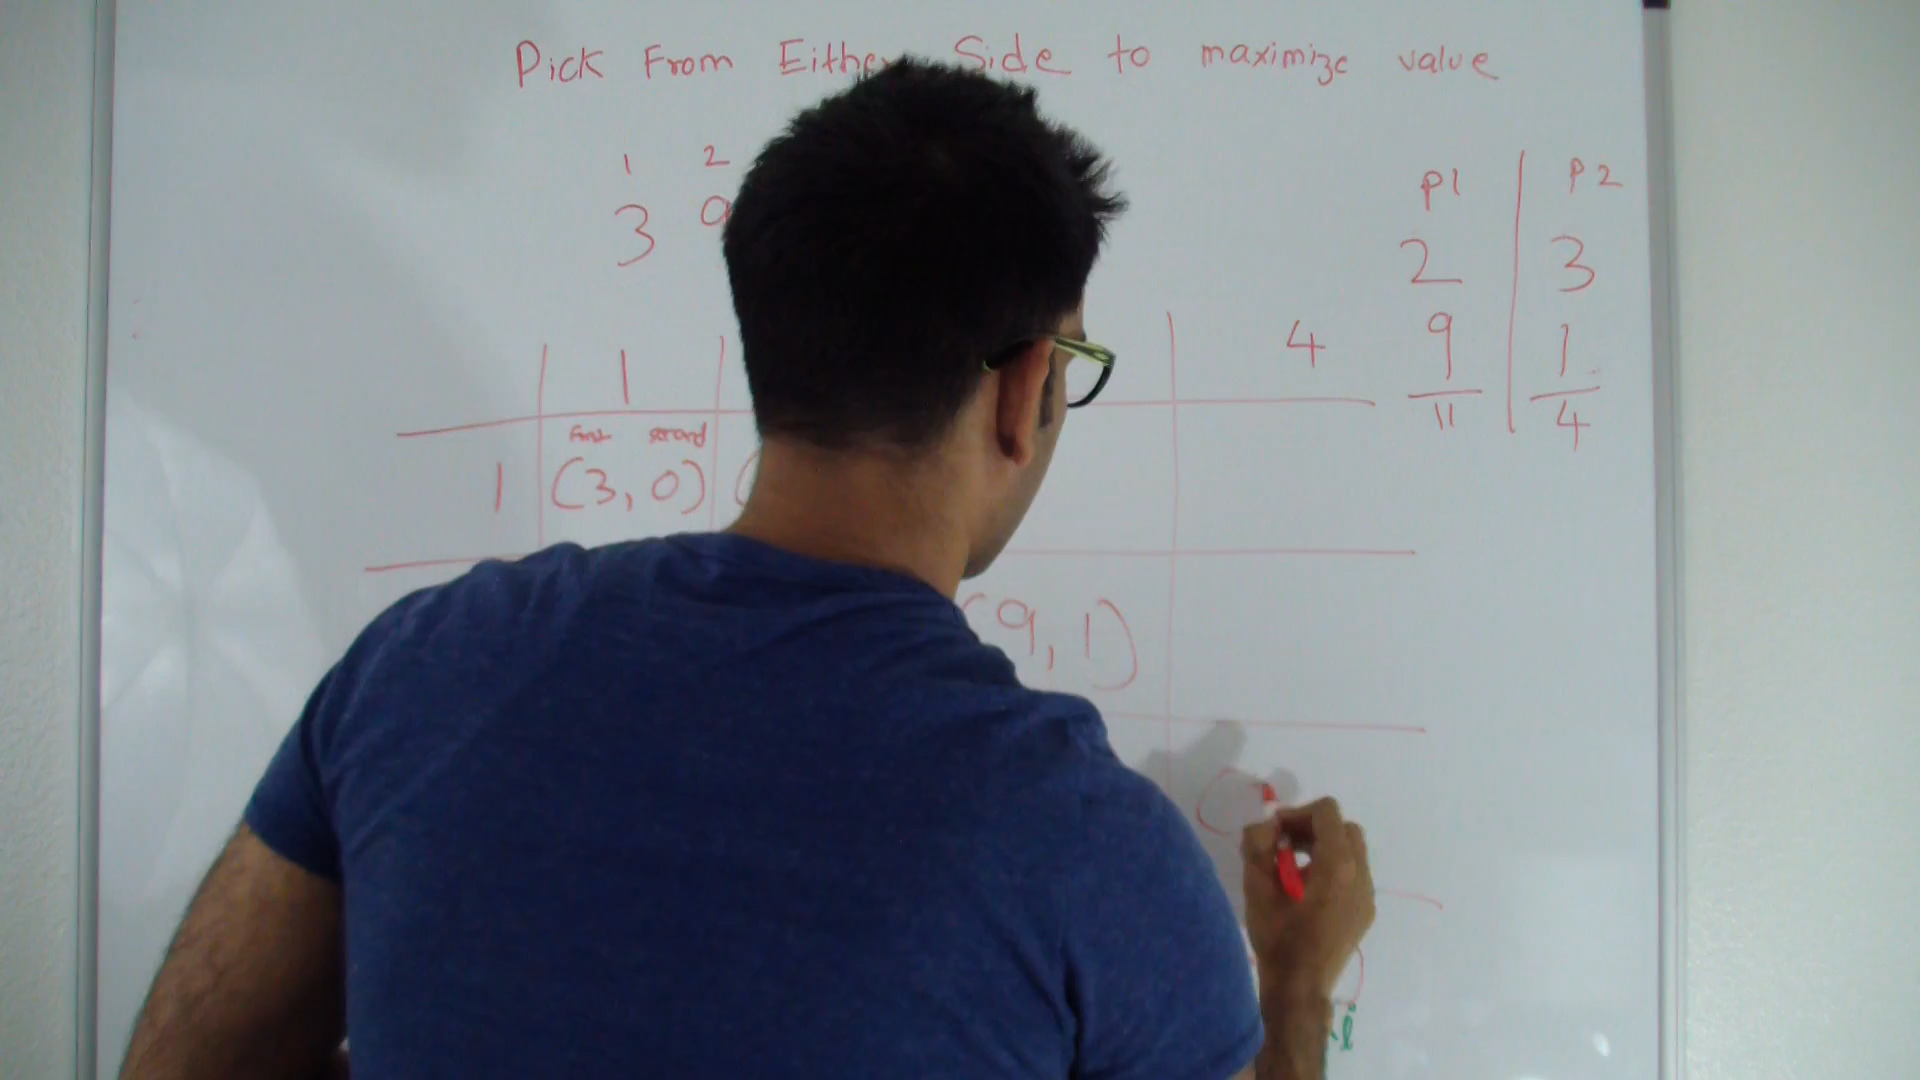 Pick From Either Side to maximize value
1 2
3 9
P1 P2
2 3
9 1
11 4
1 4
First second
1 (3, 0) (
(9, 1)
(